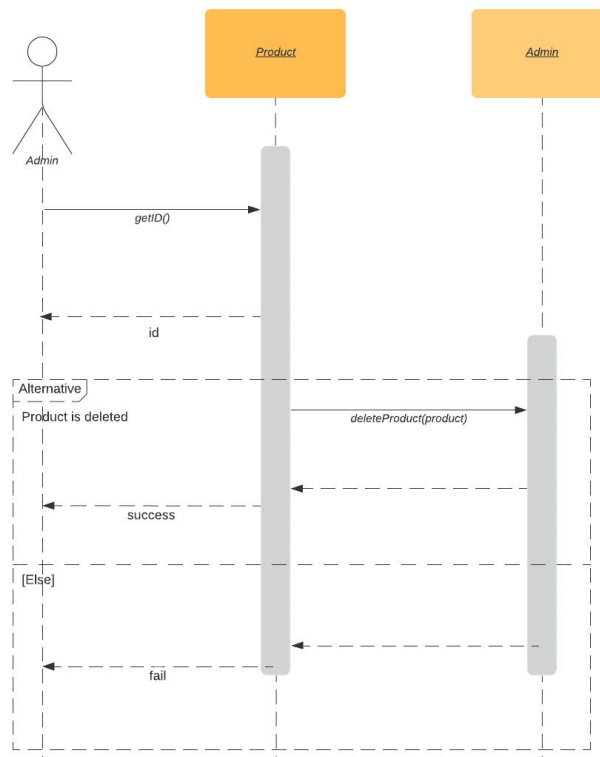 Product
Admin
Admin
getID()
id
Alternative
Product is deleted
deleteProduct(product)
success
[Else]
fail